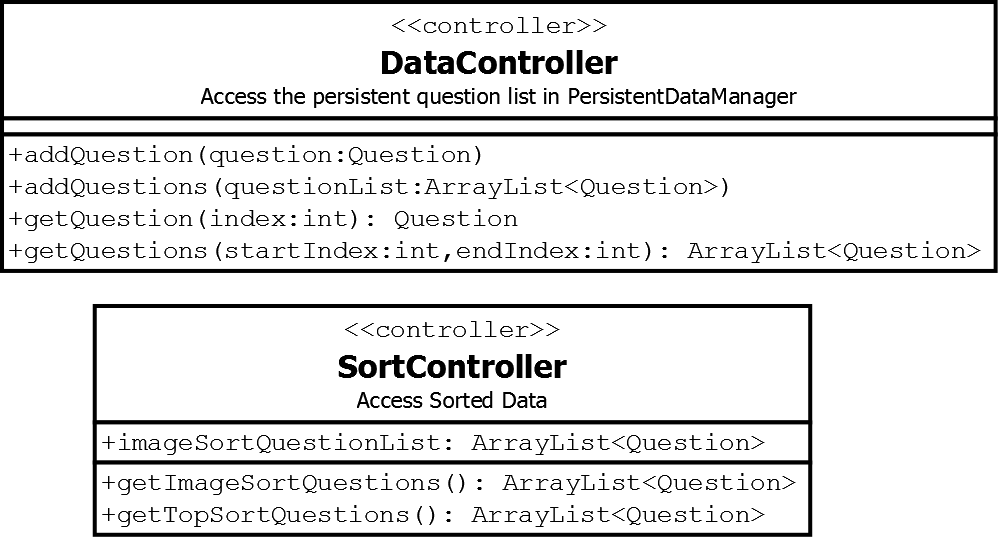 <<controller>>
DataController
Access the persistent question list in PersistentDataManager
+addQuestion(question:Question)
+addQuestions(questionList:ArrayList<Question>)
+getQuestion(index:int): Question
+getQuestions(startIndex:int,endIndex:int): ArrayList<Question>
<<controller>>
SortController
Access Sorted Data
+imageSortQuestionList: ArrayList<Question>
+getImageSortQuestions(): ArrayList<Question>
+getTopSortQuestions(): ArrayList<Question>